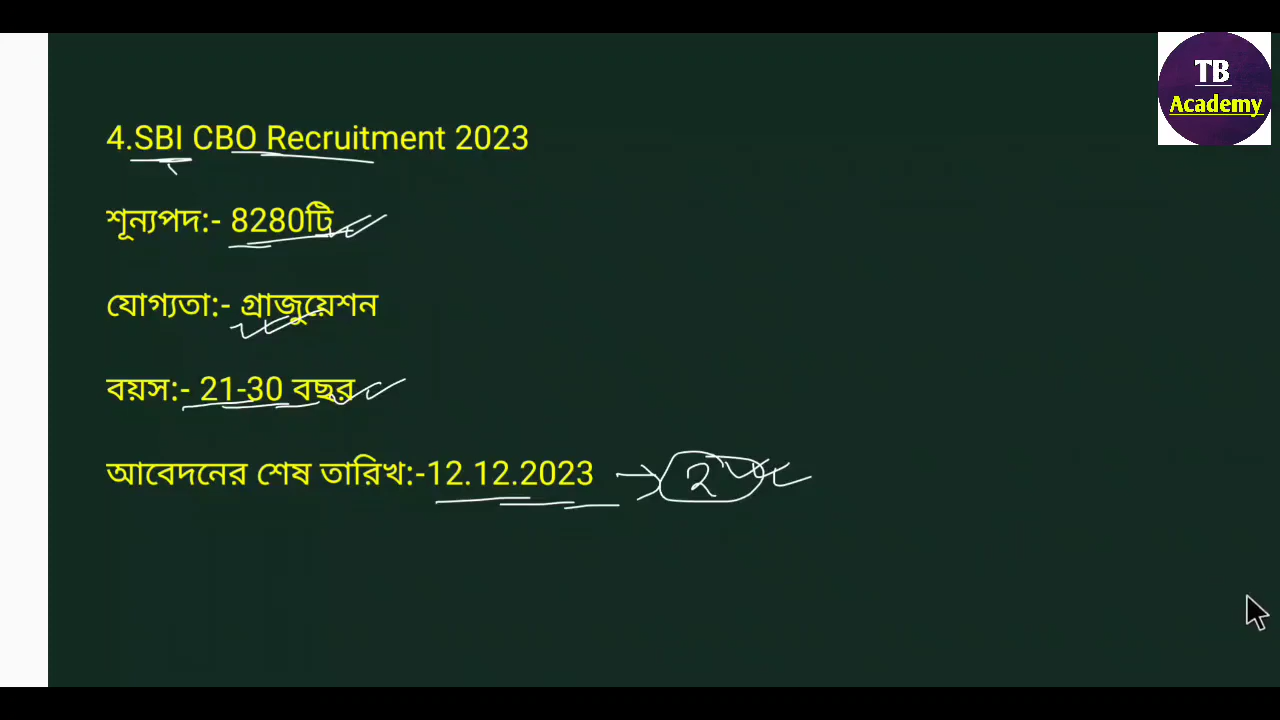 TB
Academy
4.SBI CBO Recruitment 2023
শূন্যপদ:- 8280টি
যোগ্যতা:- গ্রাজুয়েশন
বয়স:- 21-30 বছর
আবেদনের শেষ তারিখ:-12.12.2023 → 2